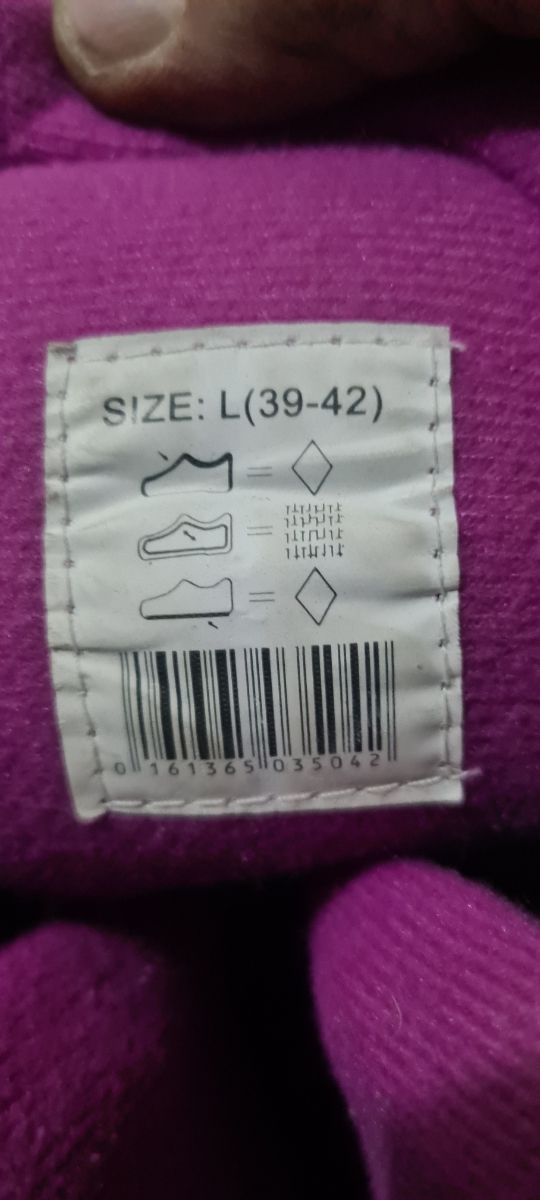 SIZE: L(39-42)
=
=
=
0 161365 035042